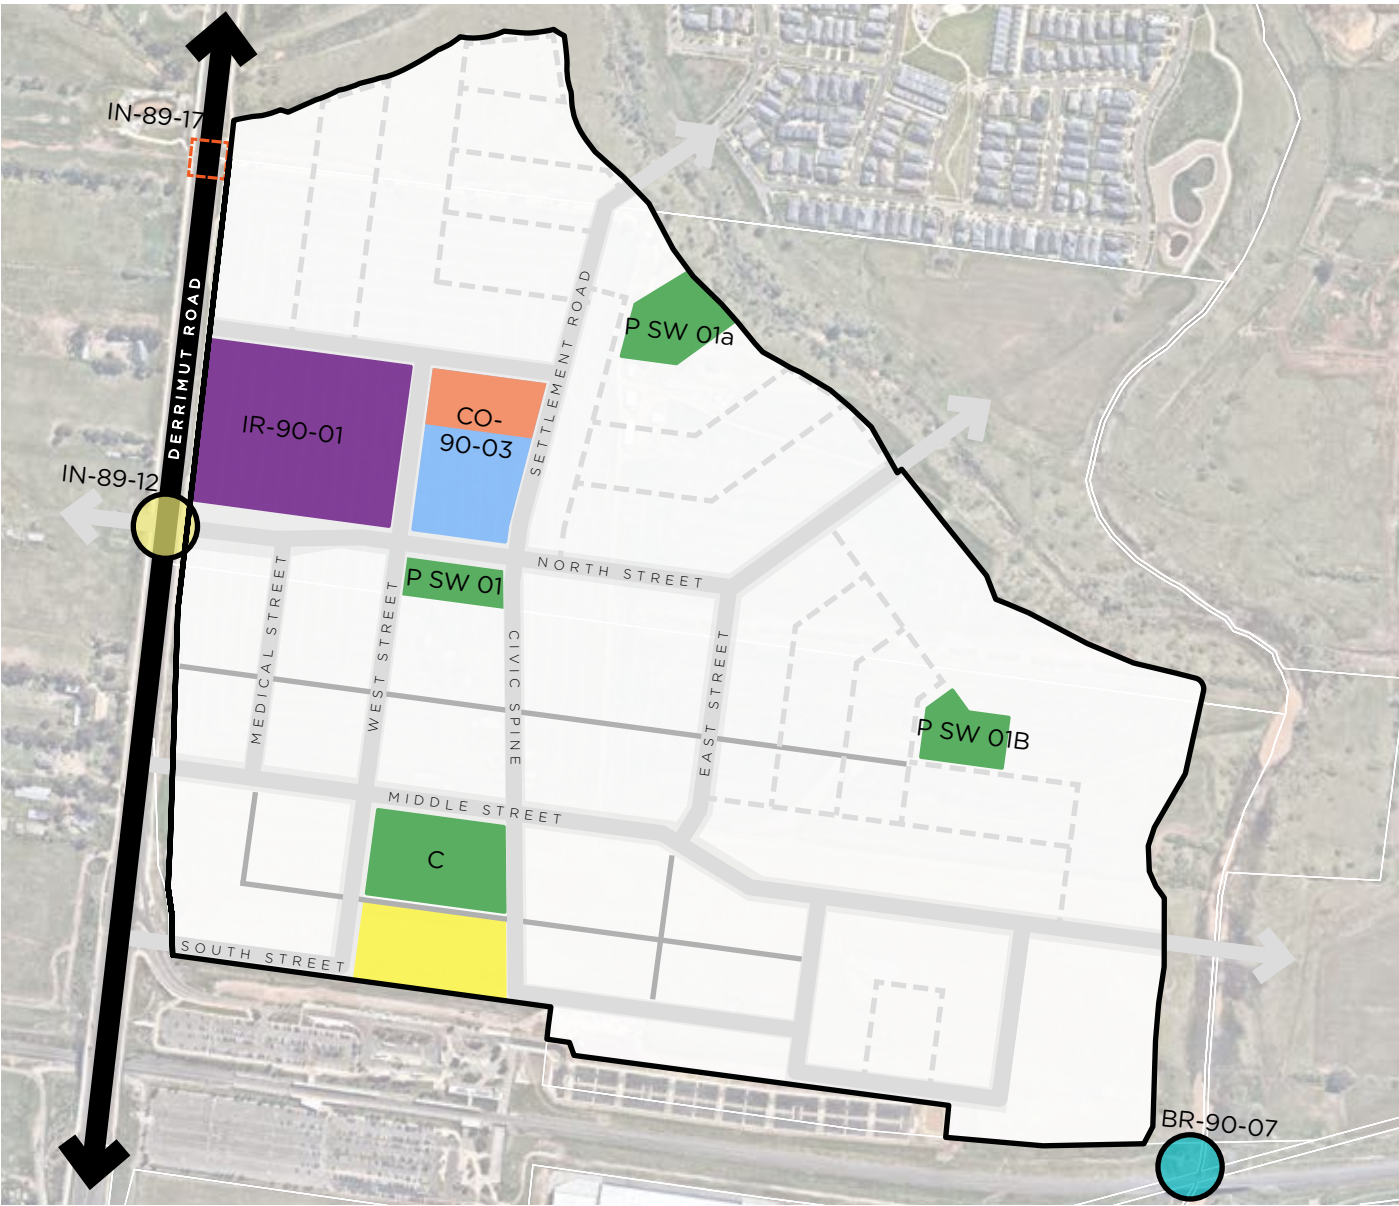 IN-89-17
DERRIMUT ROAD
SETTLEMENT ROAD
P SW 01a
IR-90-01
CO-
90-03
IN-89-12
NORTH STREET
P SW 01
MEDICAL STREET
WEST STREET
CIVIC SPINE
EAST STREET
P SW 01B
MIDDLE STREET
C
SOUTH STREET
BR-90-07